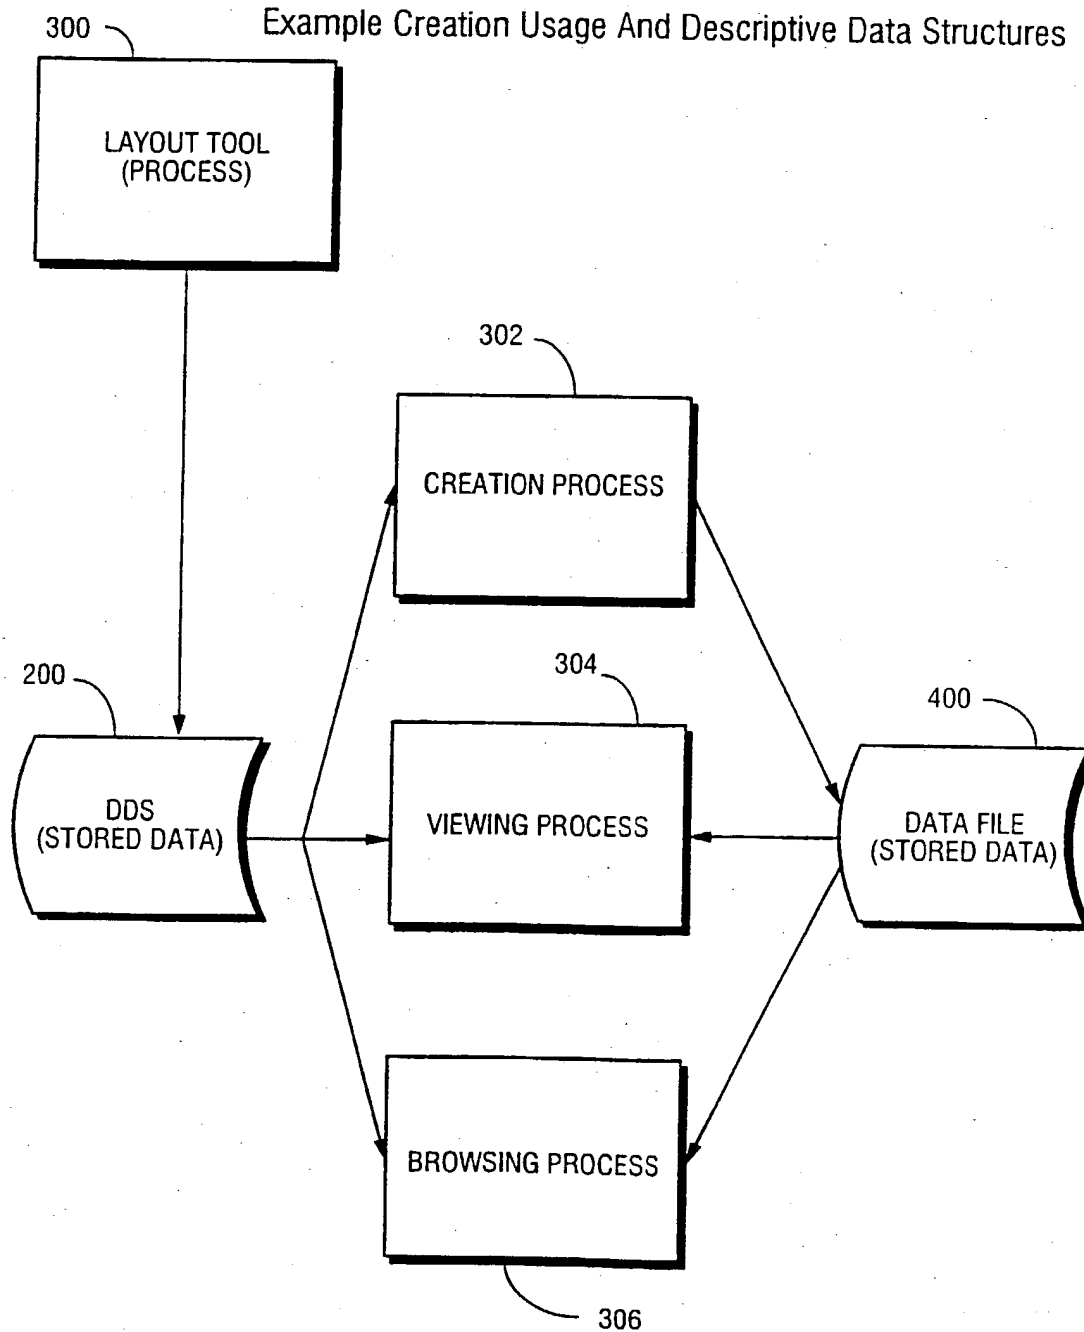 Example Creation Usage And Descriptive Data Structures
300
LAYOUT TOOL
(PROCESS)
302
CREATION PROCESS
200
DDS
(STORED DATA)
304
VIEWING PROCESS
400
DATA FILE
(STORED DATA)
BROWSING PROCESS
306